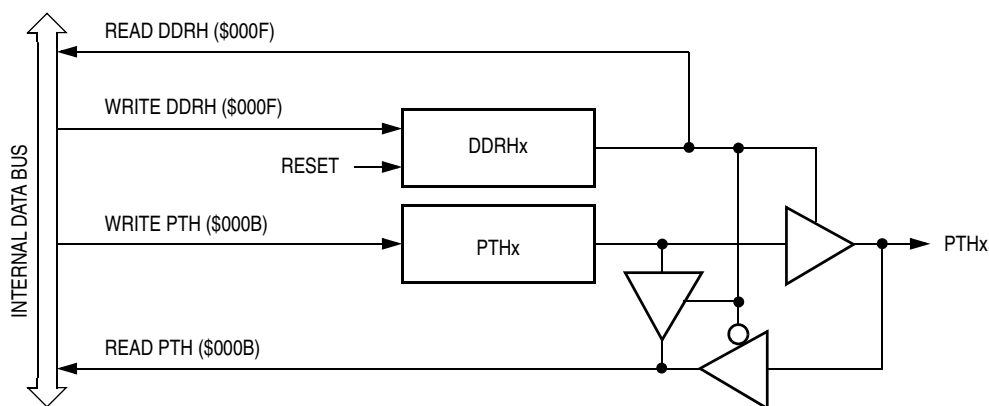 READ DDRH ($000F)
WRITE DDRH ($000F)
DDRHx
RESET
INTERNAL DATA BUS
WRITE PTH ($000B)
PTHx
PTHx
READ PTH ($000B)